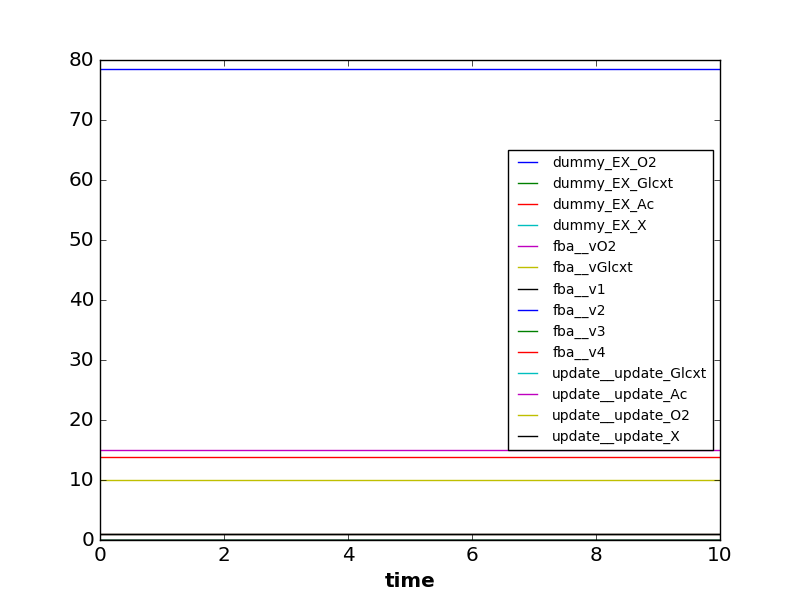 80
70
60
50
40
30
20
10
0
0 2 4 6 8 10
time
dummy_EX_O2
dummy_EX_Glcxt
dummy_EX_Ac
dummy_EX_X
fba__vO2
fba__vGlcxt
fba__v1
fba__v2
fba__v3
fba__v4
update__update_Glcxt
update__update_Ac
update__update_O2
update__update_X